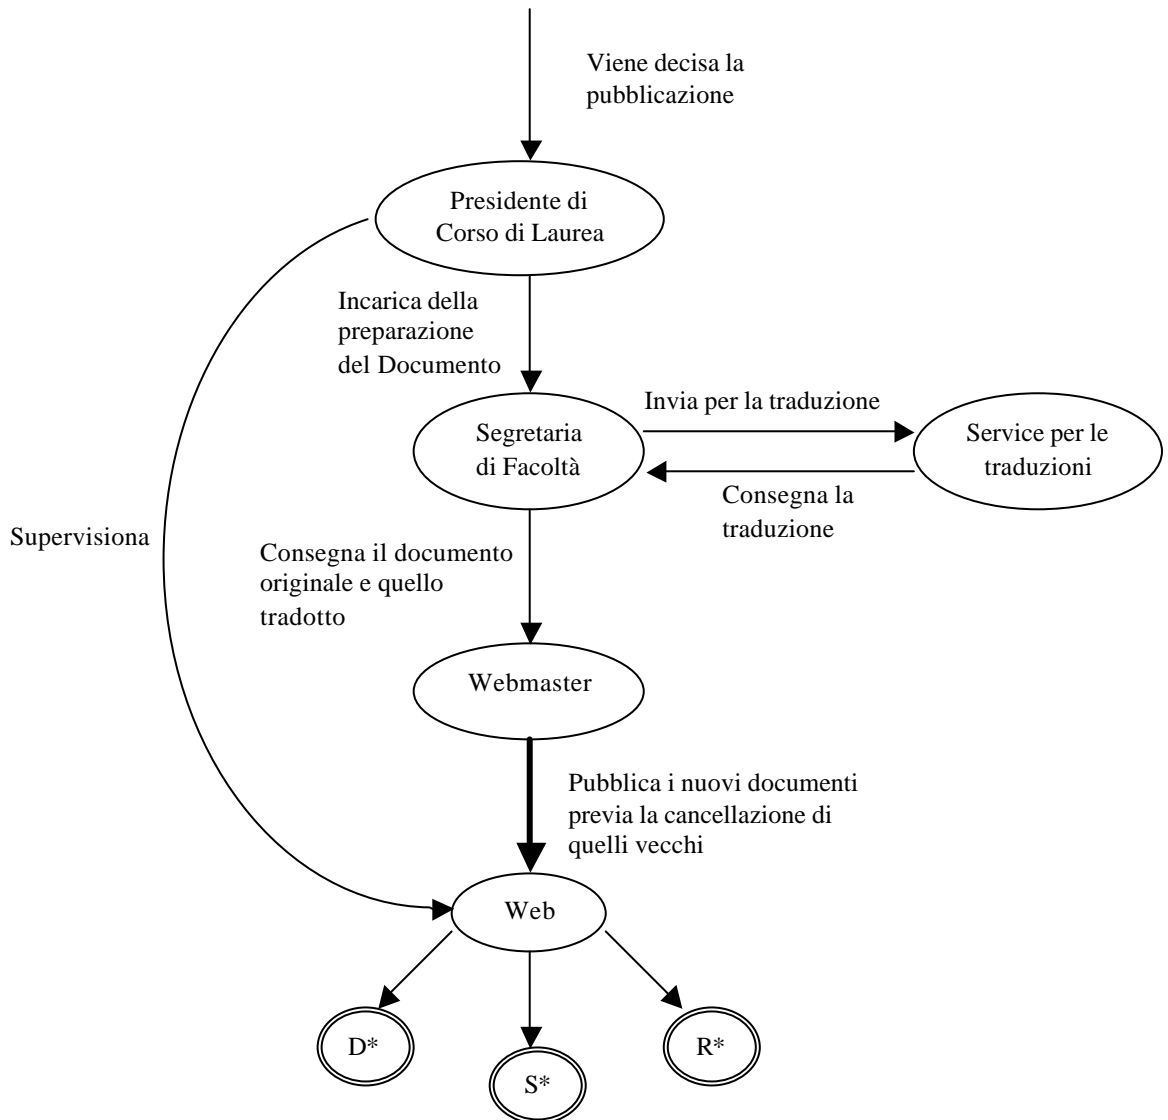 Viene decisa la
pubblicazione
Presidente di
Corso di Laurea
Incarica della
preparazione
del Documento
Invia per la traduzione
Segretaria
di Facoltà
Service per le
traduzioni
Consegna la
traduzione
Supervisiona
Consegna il documento
originale e quello
tradotto
Webmaster
Pubblica i nuovi documenti
previa la cancellazione di
quelli vecchi
Web
D*
S*
R*